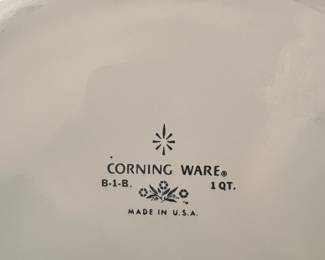 CORNING WARE®
B-1-B. 1 QT.
MADE IN U.S.A.